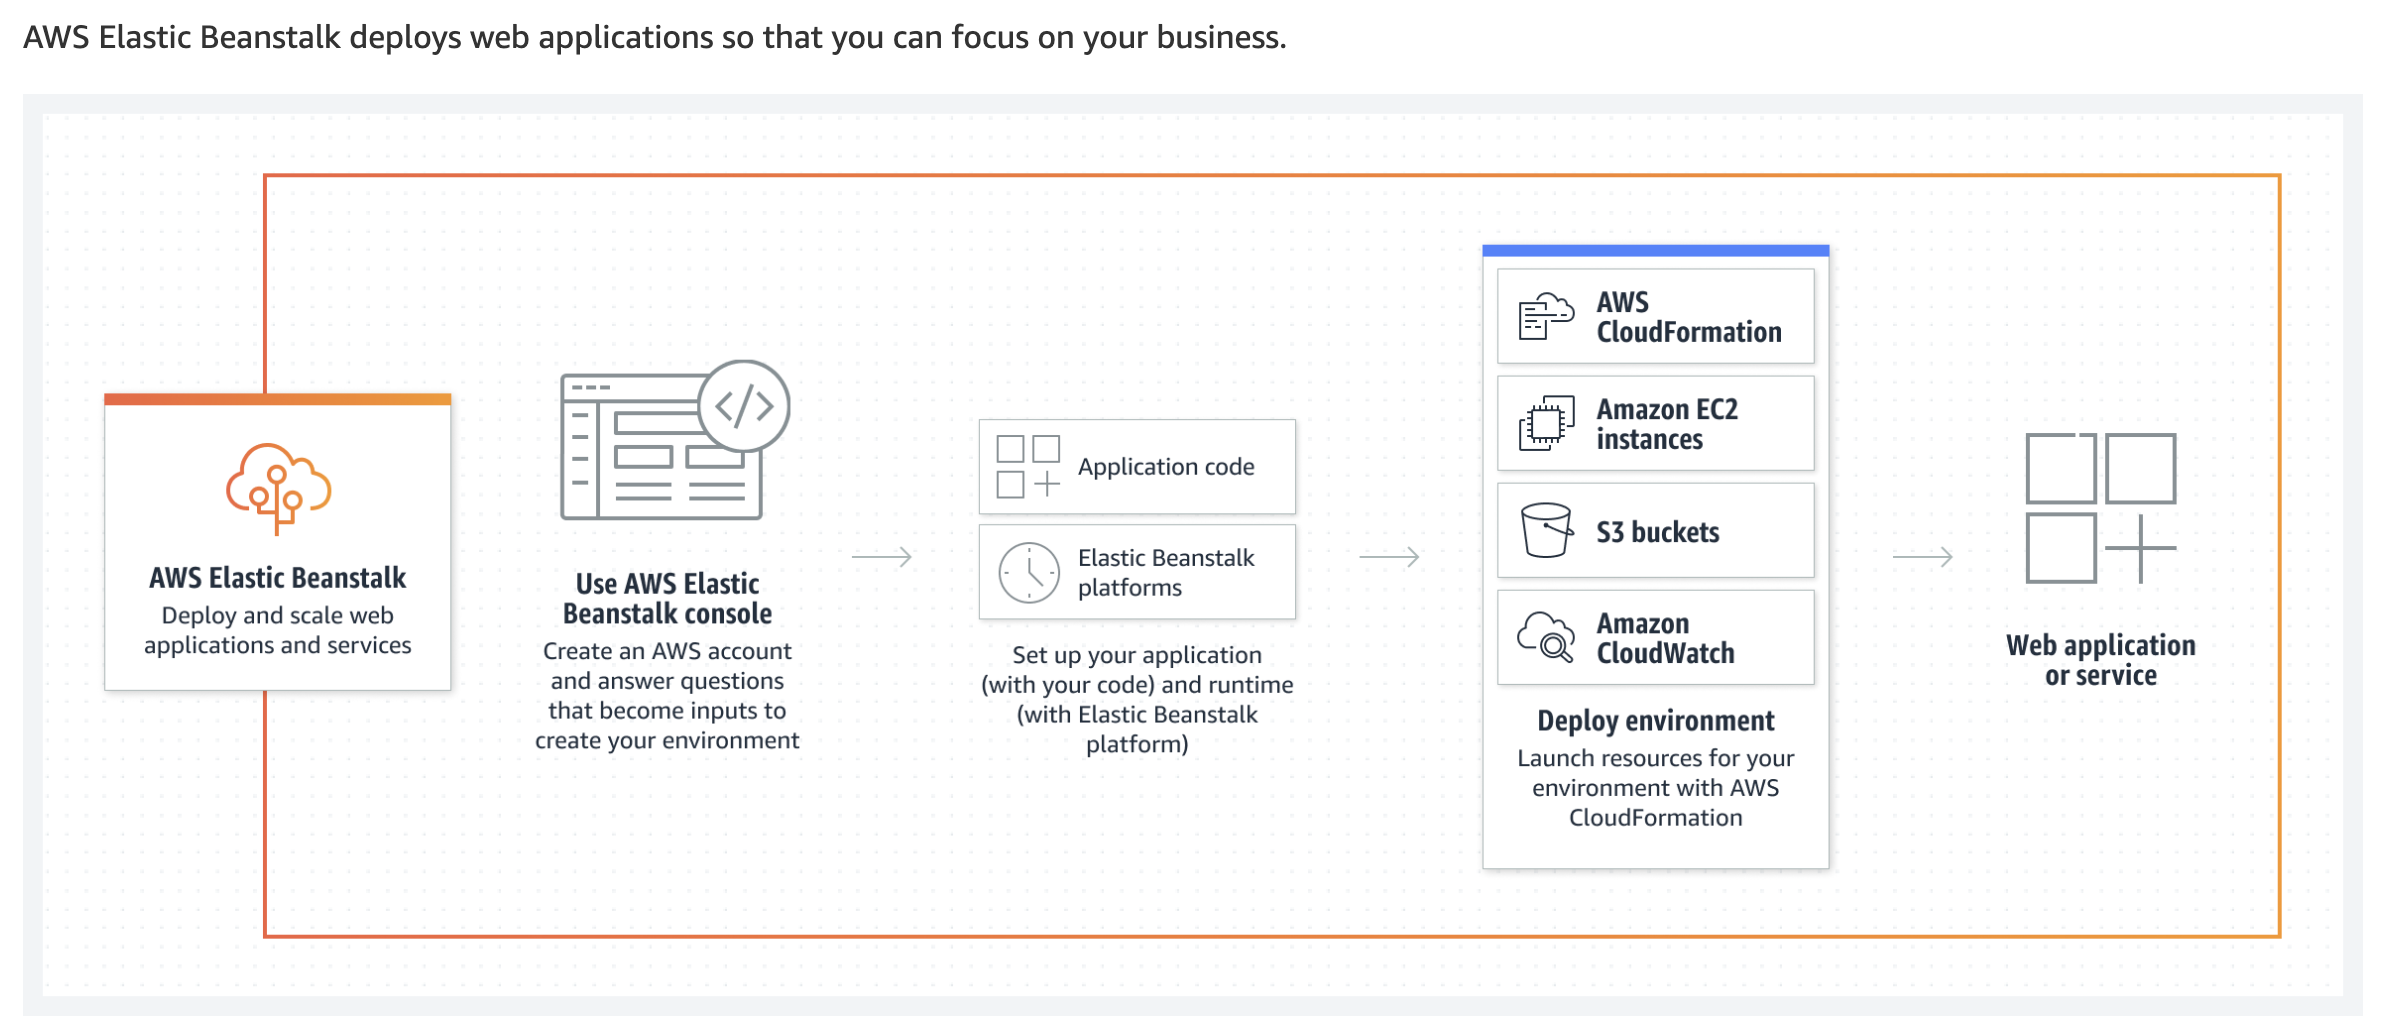 AWS Elastic Beanstalk deploys web applications so that you can focus on your business.
AWS Elastic Beanstalk
Deploy and scale web
applications and services
Use AWS Elastic
Beanstalk console
Create an AWS account
and answer questions
that become inputs to
create your environment
Application code
Elastic Beanstalk
platforms
Set up your application
(with your code) and runtime
(with Elastic Beanstalk
platform)
AWS
CloudFormation
Amazon EC2
instances
S3 buckets
Amazon
CloudWatch
Deploy environment
Launch resources for your
environment with AWS
CloudFormation
Web application
or service